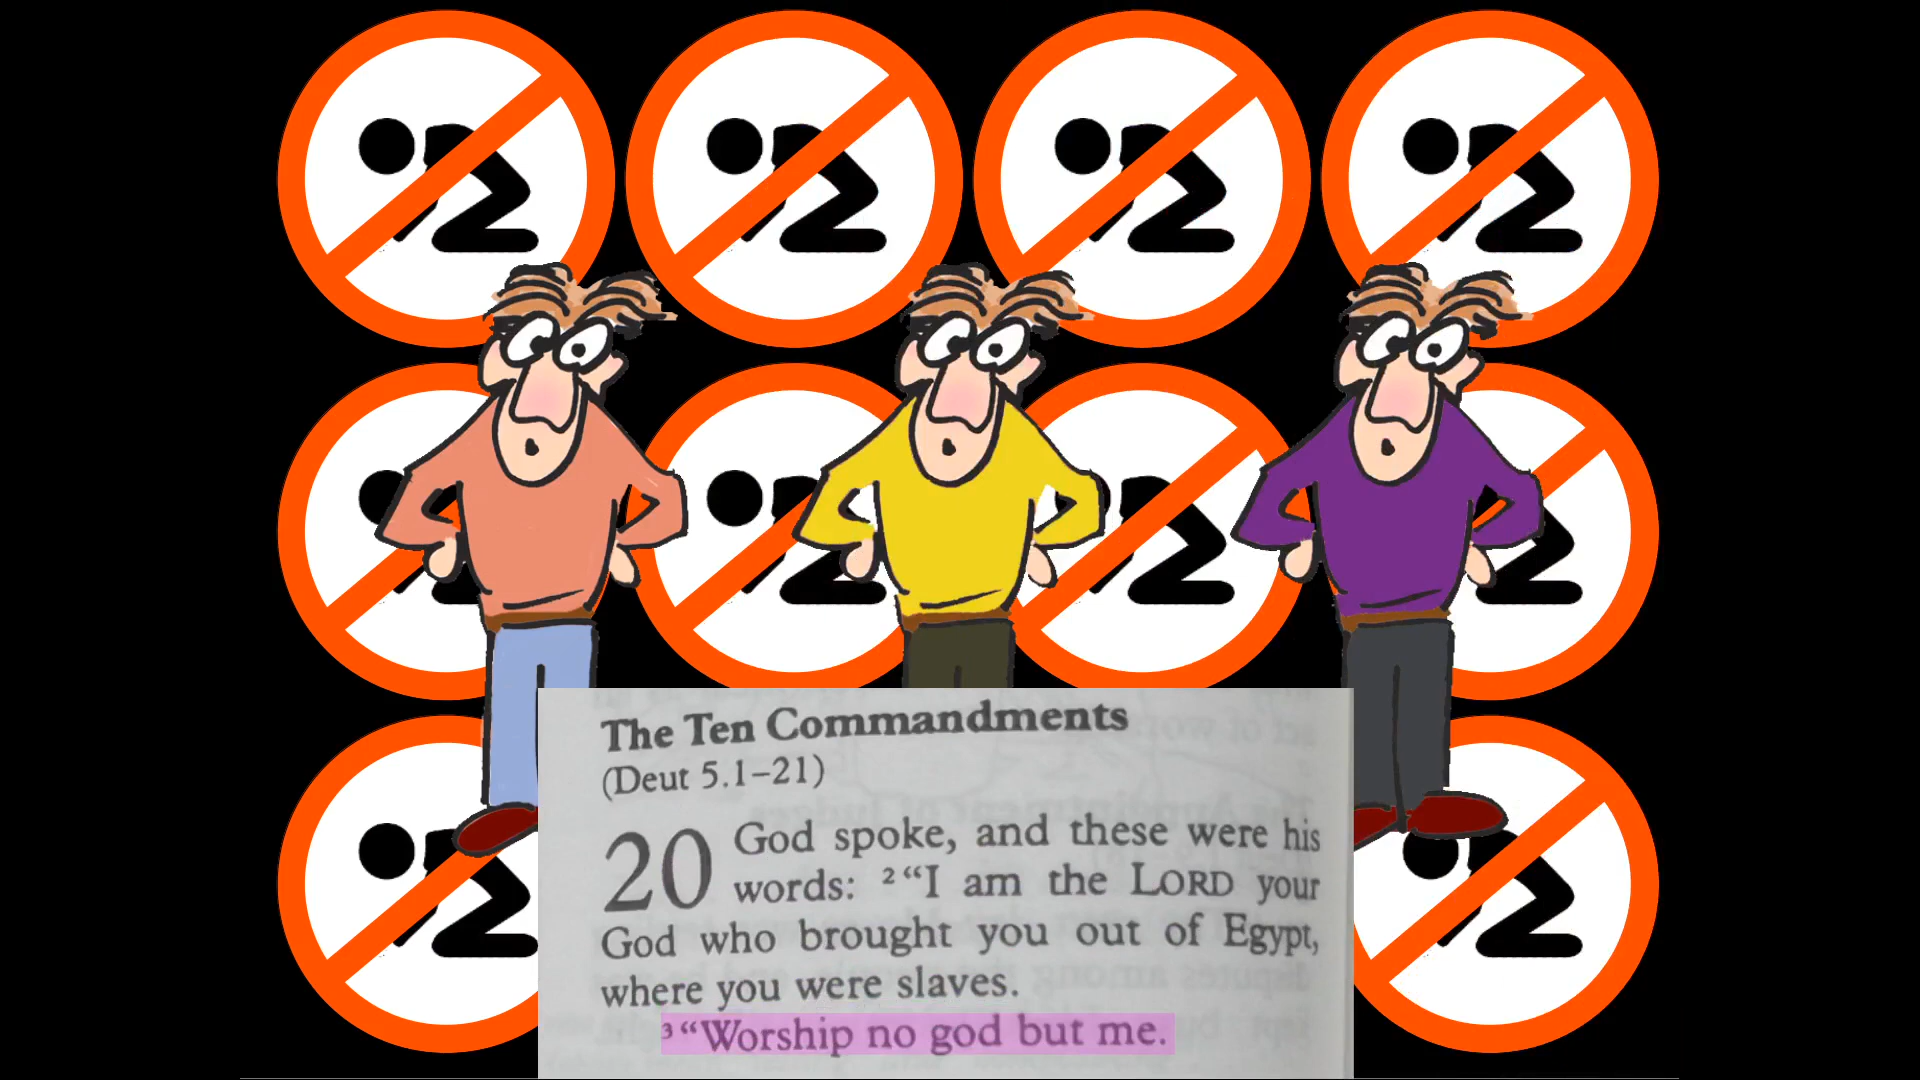 The Ten Commandments
(Deut 5.1–21)
20 God spoke, and these were his
words: ² “I am the LORD your
God who brought you out of Egypt,
where you were slaves.
³ “Worship no god but me.